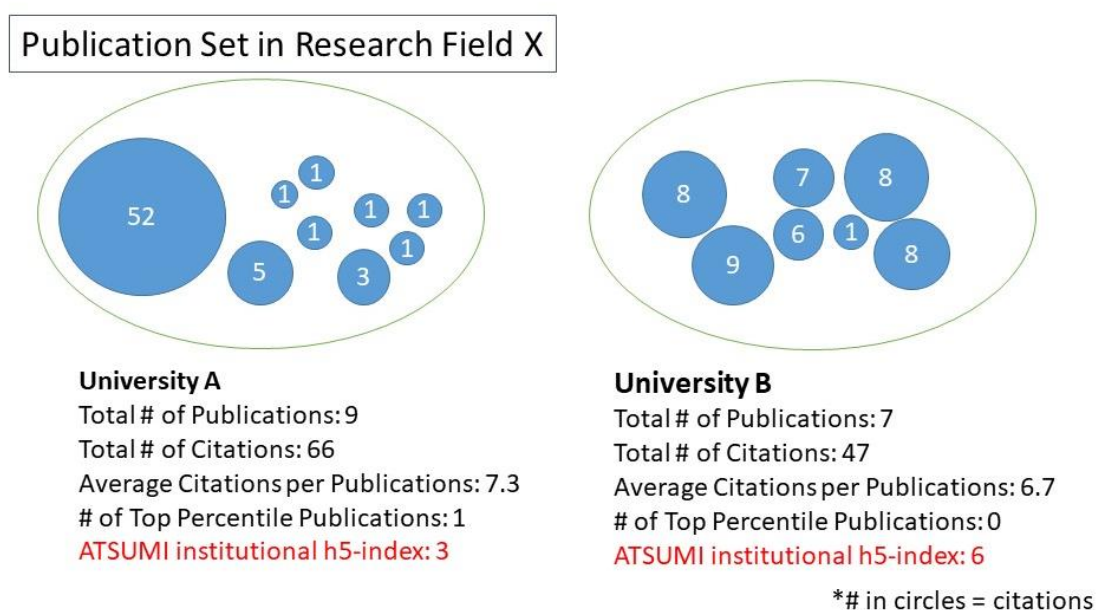 Publication Set in Research Field X
52
1
1
1
1
1
1
5
3
8
7
8
6
1
9
8
University A
Total # of Publications: 9
Total # of Citations: 66
Average Citations per Publications: 7.3
# of Top Percentile Publications: 1
ATSUMI institutional h5-index: 3
University B
Total # of Publications: 7
Total # of Citations: 47
Average Citations per Publications: 6.7
# of Top Percentile Publications: 0
ATSUMI institutional h5-index: 6
*# in circles = citations